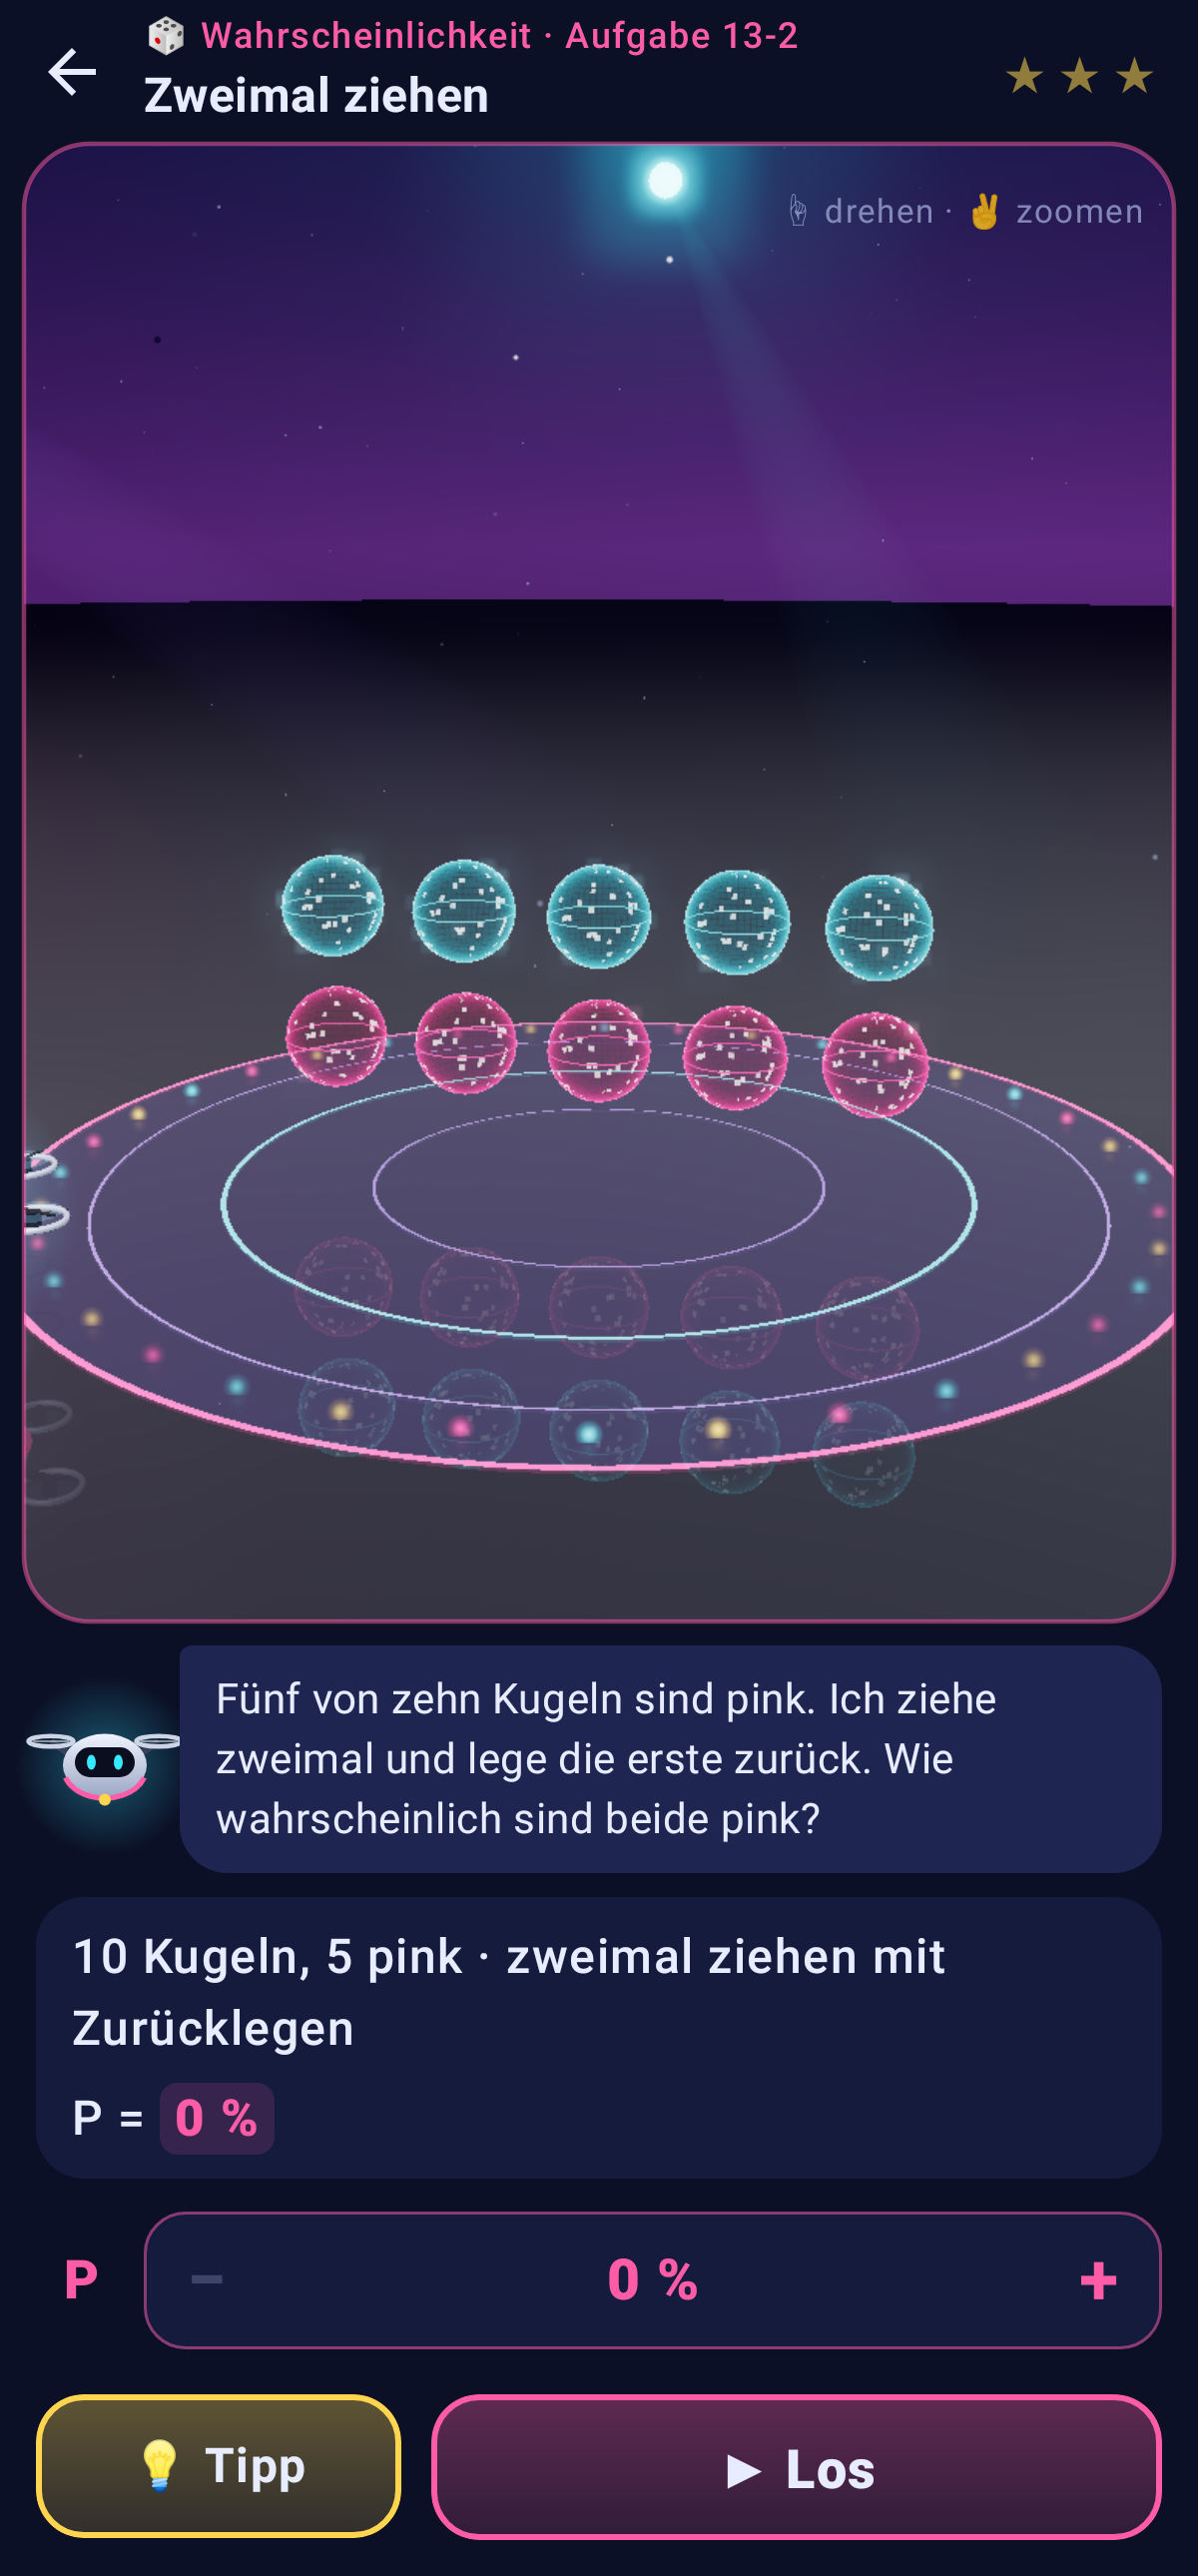 🎲 Wahrscheinlichkeit · Aufgabe 13-2
Zweimal ziehen
★ ★ ★
☝ drehen · ✌ zoomen
Fünf von zehn Kugeln sind pink. Ich ziehe
zweimal und lege die erste zurück. Wie
wahrscheinlich sind beide pink?
10 Kugeln, 5 pink · zweimal ziehen mit
Zurücklegen
P = 0 %
P − 0 % +
💡 Tipp
▶ Los